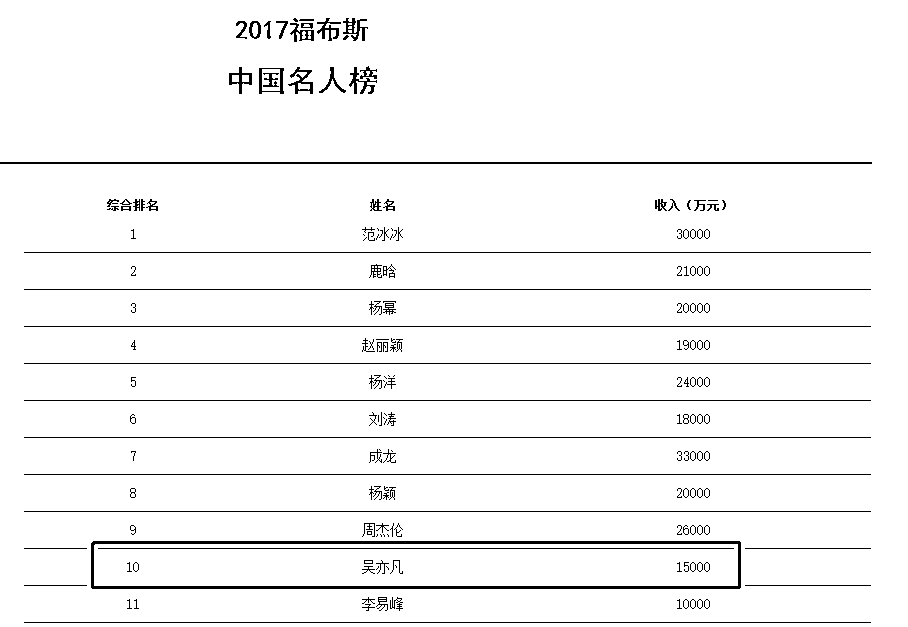 2017福布斯
中国名人榜
综合排名 姓名 收入（万元）
1 范冰冰 30000
2 鹿晗 21000
3 杨幂 20000
4 赵丽颖 19000
5 杨洋 24000
6 刘涛 18000
7 成龙 33000
8 杨颖 20000
9 周杰伦 26000
10 吴亦凡 15000
11 李易峰 10000